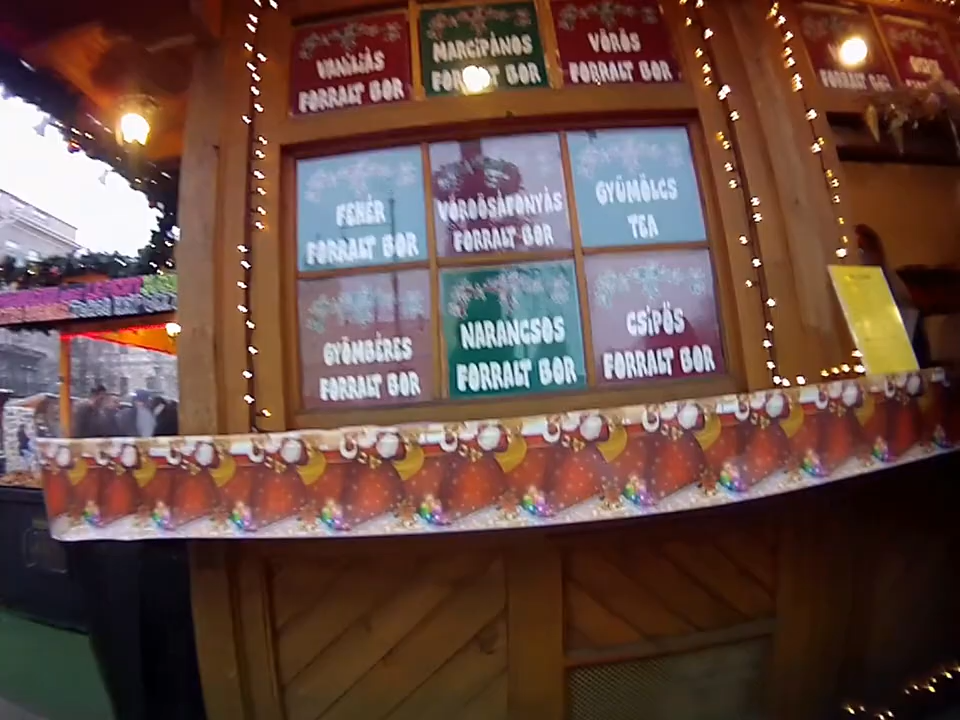 VANILIÁS
FORRALT BOR
MARCIPÁNOS
FORRALT BOR
VÖRÖS
FORRALT BOR
FORRALT BOR
FEHÉR
FORRALT BOR
VÖRÖSÁFONYÁS
FORRALT BOR
GYÜMÖLCS
TEA
GYÖMBÉRES
FORRALT BOR
NARANCSOS
FORRALT BOR
CSÍPŐS
FORRALT BOR